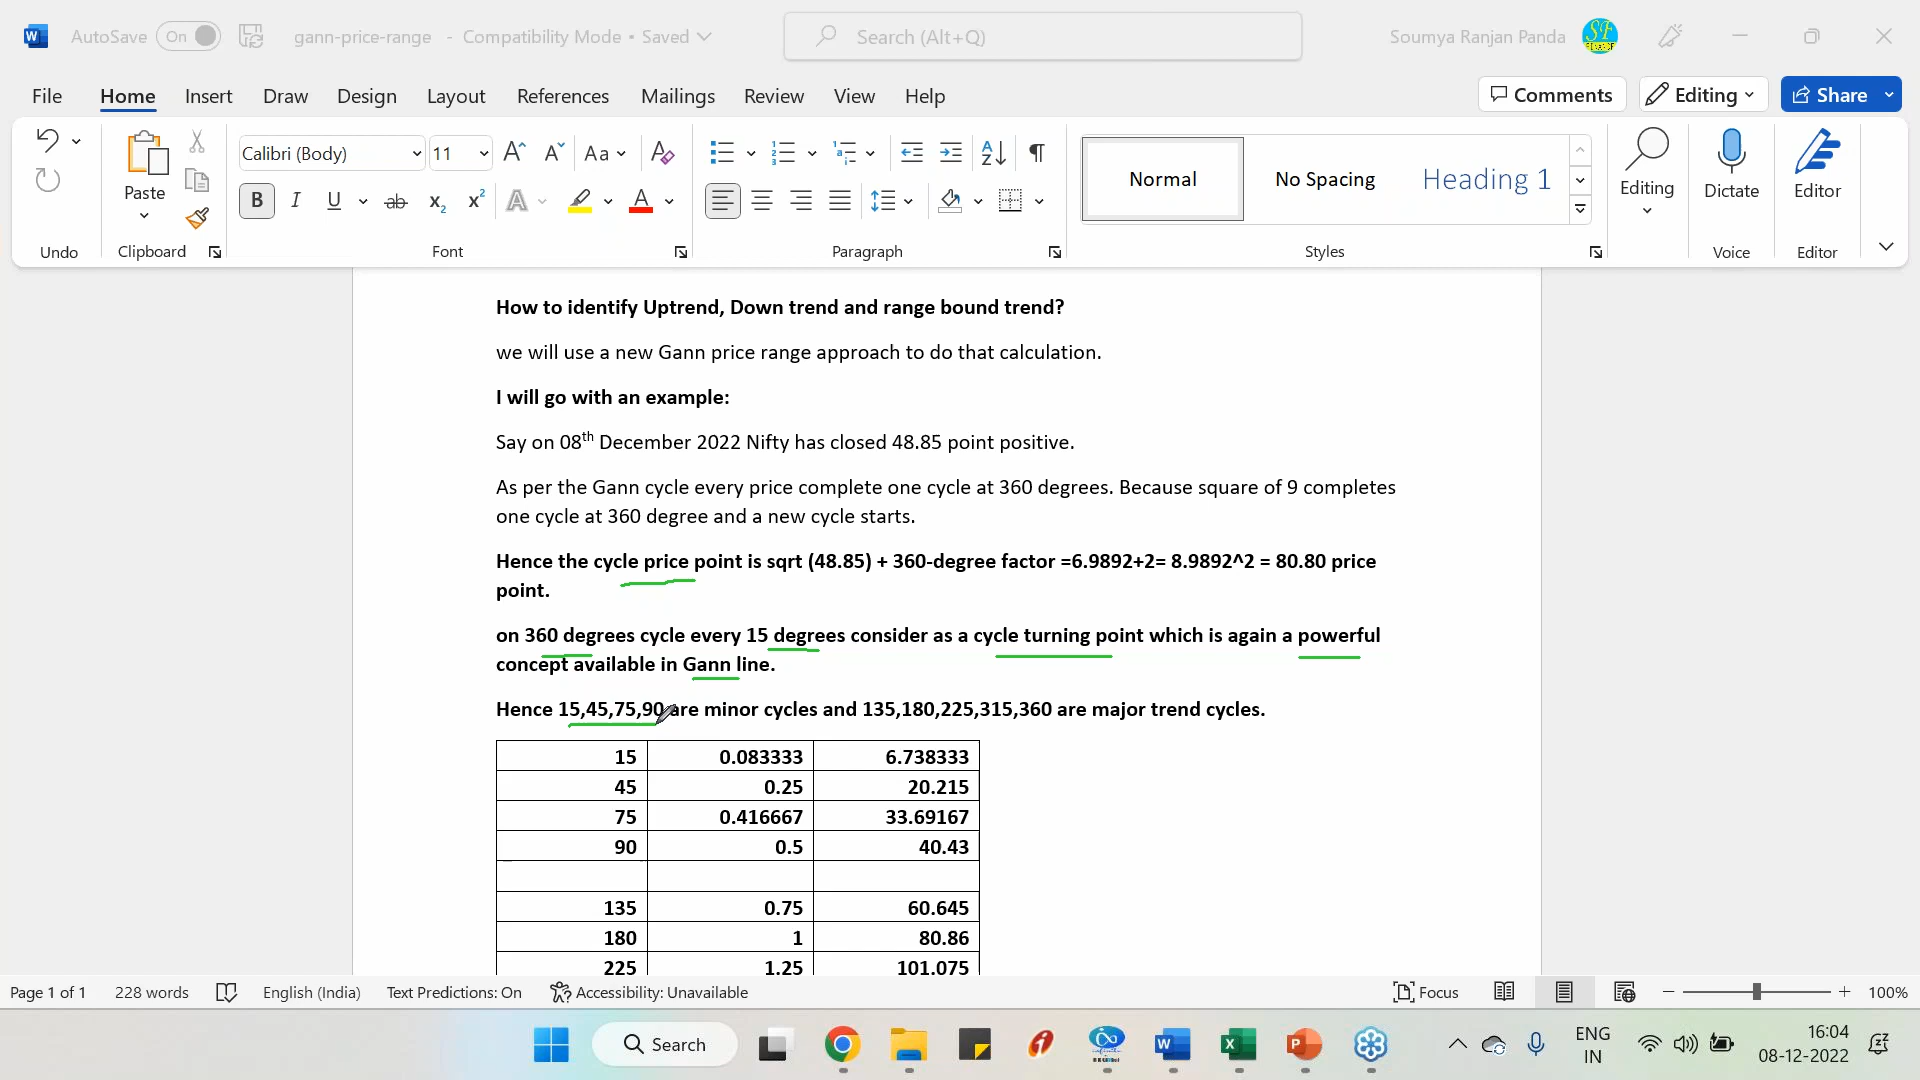 AutoSave On gann-price-range - Compatibility Mode • Saved Search (Alt+Q) Soumya Ranjan Panda
File Home Insert Draw Design Layout References Mailings Review View Help Comments Editing Share
Calibri (Body) 11 Aa
Paste B I U ab Normal No Spacing Heading 1 Editing Dictate Editor
Undo Clipboard Font Paragraph Styles Voice Editor
How to identify Uptrend, Down trend and range bound trend?
we will use a new Gann price range approach to do that calculation.
I will go with an example:
Say on 08th December 2022 Nifty has closed 48.85 point positive.
As per the Gann cycle every price complete one cycle at 360 degrees. Because square of 9 completes
one cycle at 360 degree and a new cycle starts.
Hence the cycle price point is sqrt (48.85) + 360-degree factor =6.9892+2= 8.9892^2 = 80.80 price
point.
on 360 degrees cycle every 15 degrees consider as a cycle turning point which is again a powerful
concept available in Gann line.
Hence 15,45,75,90 are minor cycles and 135,180,225,315,360 are major trend cycles.
15 0.083333 6.738333
45 0.25 20.215
75 0.416667 33.69167
90 0.5 40.43
135 0.75 60.645
180 1 80.86
225 1.25 101.075
Page 1 of 1 228 words English (India) Text Predictions: On Accessibility: Unavailable Focus 100%
Search ENG 16:04
IN 08-12-2022